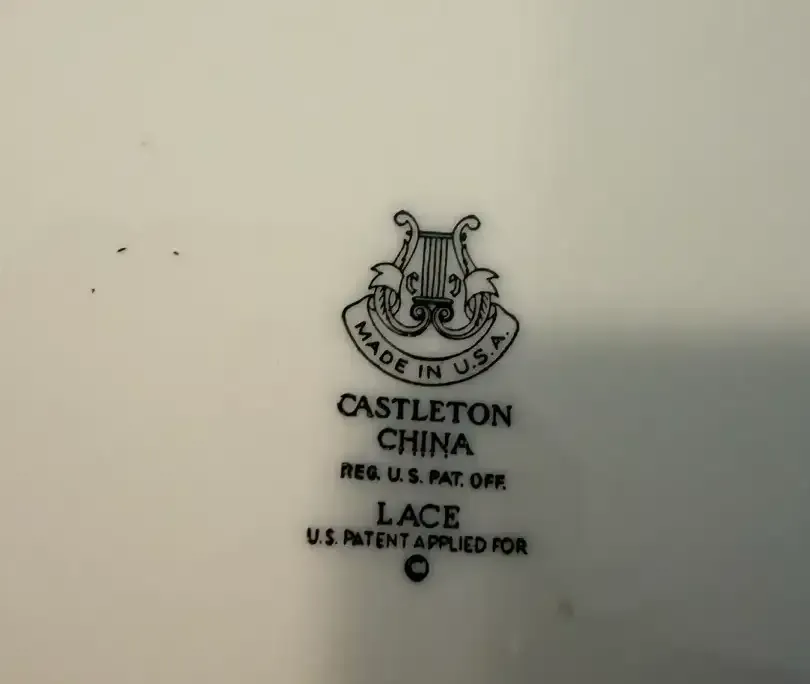 MADE IN U.S.A.
CASTLETON
CHINA
REG. U.S. PAT. OFF.
LACE
U.S. PATENT APPLIED FOR
©